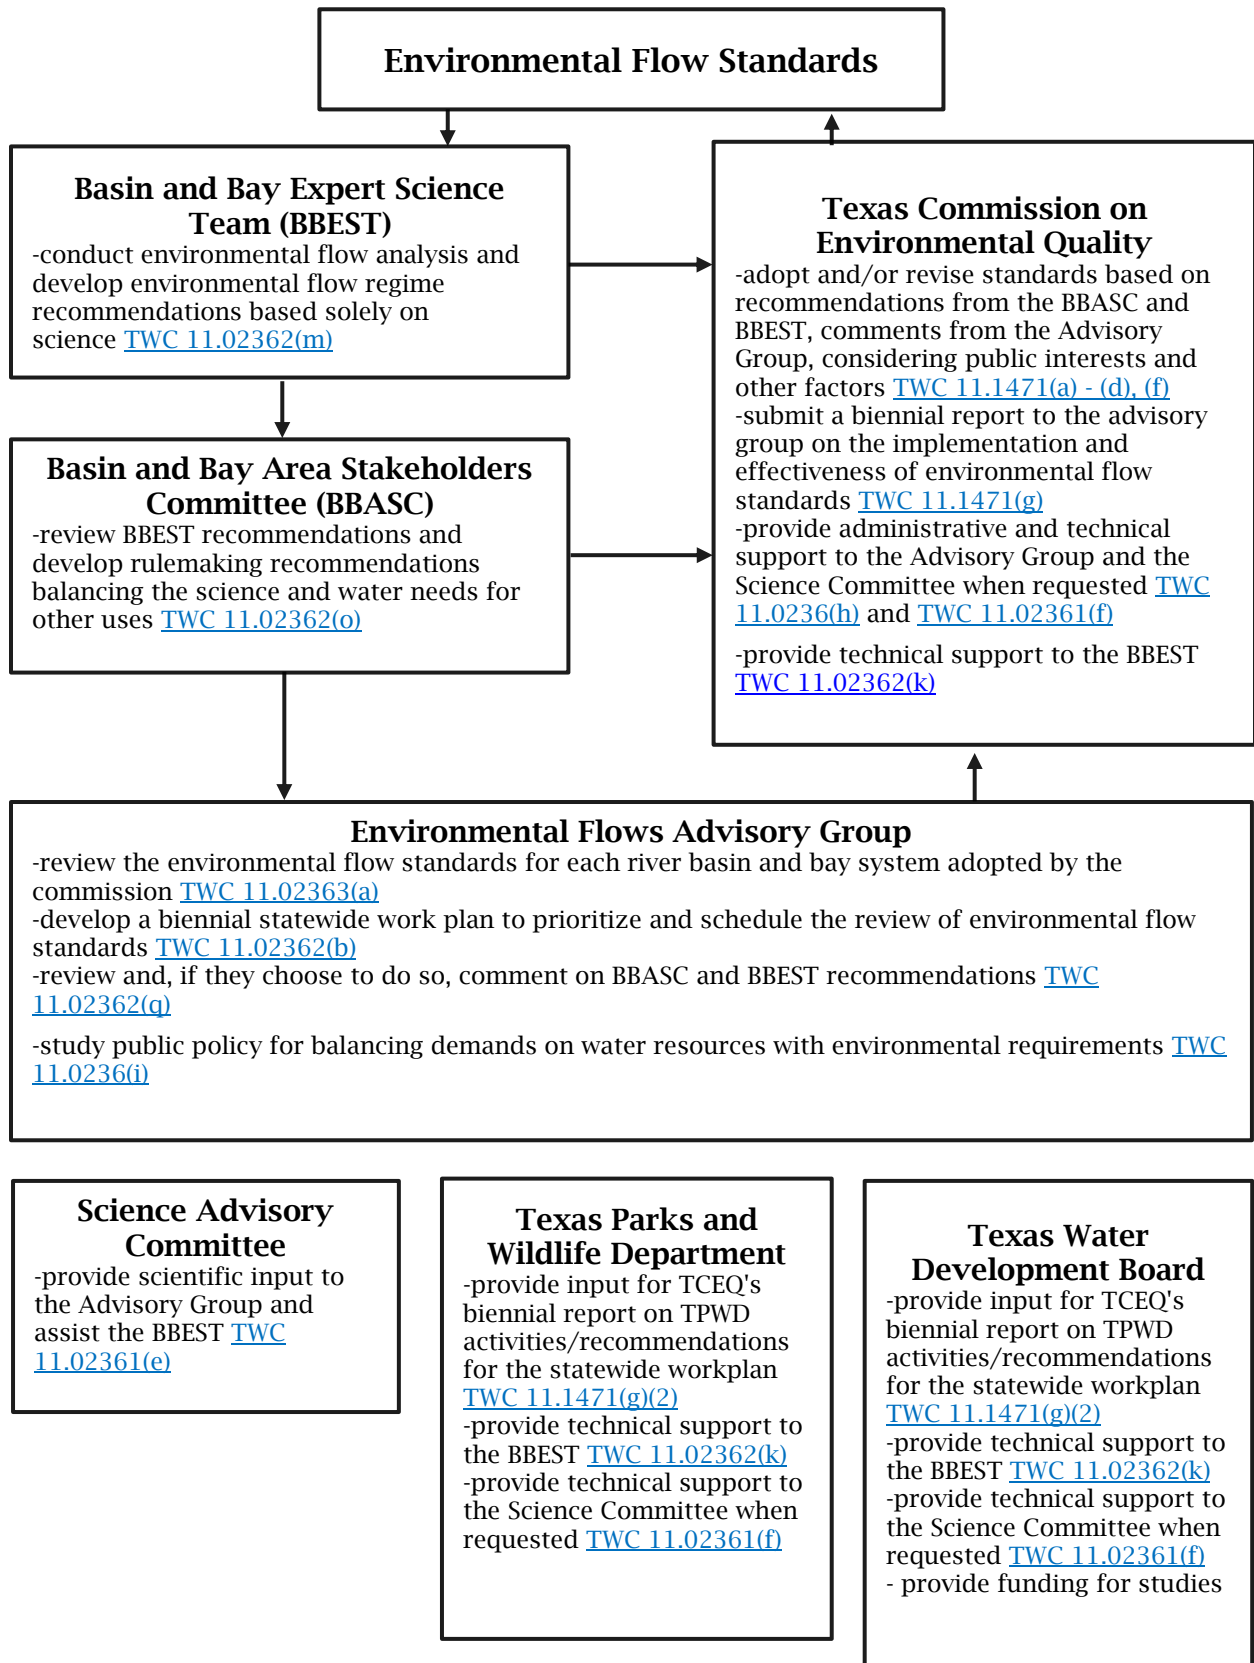 Environmental Flow Standards
Basin and Bay Expert Science
Team (BBEST)
-conduct environmental flow analysis and
develop environmental flow regime
recommendations based solely on
science TWC 11.02362(m)
Basin and Bay Area Stakeholders
Committee (BBASC)
-review BBEST recommendations and
develop rulemaking recommendations
balancing the science and water needs for
other uses TWC 11.02362(o)
Texas Commission on
Environmental Quality
-adopt and/or revise standards based on
recommendations from the BBASC and
BBEST, comments from the Advisory
Group, considering public interests and
other factors TWC 11.1471(a) - (d), (f)
-submit a biennial report to the advisory
group on the implementation and
effectiveness of environmental flow
standards TWC 11.1471(g)
-provide administrative and technical
support to the Advisory Group and the
Science Committee when requested TWC
11.0236(h) and TWC 11.02361(f)
-provide technical support to the BBEST
TWC 11.02362(k)
Environmental Flows Advisory Group
-review the environmental flow standards for each river basin and bay system adopted by the
commission TWC 11.02363(a)
-develop a biennial statewide work plan to prioritize and schedule the review of environmental flow
standards TWC 11.02362(b)
-review and, if they choose to do so, comment on BBASC and BBEST recommendations TWC
11.02362(q)
-study public policy for balancing demands on water resources with environmental requirements TWC
11.0236(i)
Science Advisory
Committee
-provide scientific input to
the Advisory Group and
assist the BBEST TWC
11.02361(e)
Texas Parks and
Wildlife Department
-provide input for TCEQ's
biennial report on TPWD
activities/recommendations
for the statewide workplan
TWC 11.1471(g)(2)
-provide technical support to
the BBEST TWC 11.02362(k)
-provide technical support to
the Science Committee when
requested TWC 11.02361(f)
Texas Water
Development Board
-provide input for TCEQ's
biennial report on TPWD
activities/recommendations
for the statewide workplan
TWC 11.1471(g)(2)
-provide technical support to
the BBEST TWC 11.02362(k)
-provide technical support to
the Science Committee when
requested TWC 11.02361(f)
- provide funding for studies